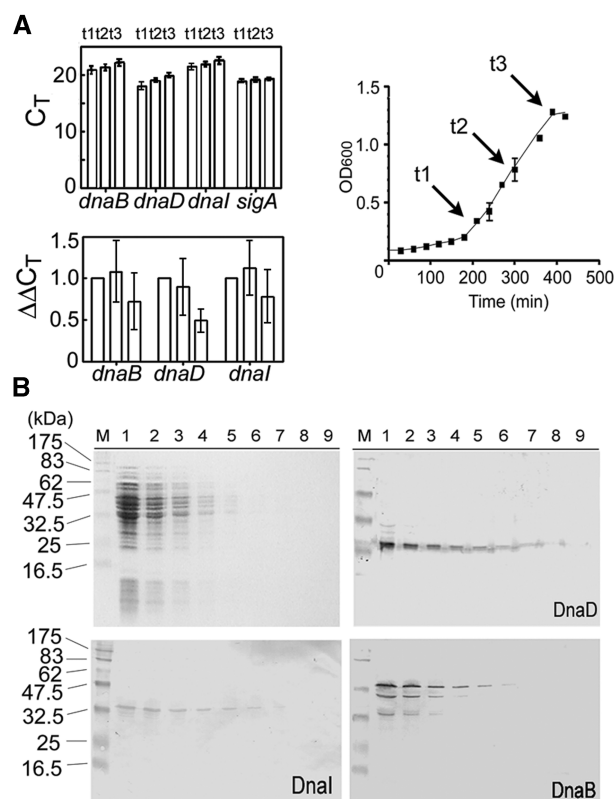 A
t1t2t3 t1t2t3 t1t2t3 t1t2t3
20
10
0
CT
dnaB dnaD dnaI sigA
1.5
1.0
0.5
0
ΔΔCT
dnaB dnaD dnaI
1.5
1.0
0.5
OD600
t1
t2
t3
0 100 200 300 400 500
Time (min)
B
(kDa)
M 1 2 3 4 5 6 7 8 9
175
83
62
47.5
32.5
25
16.5
M 1 2 3 4 5 6 7 8 9
DnaD
175
83
62
47.5
32.5
25
16.5
DnaI
DnaB